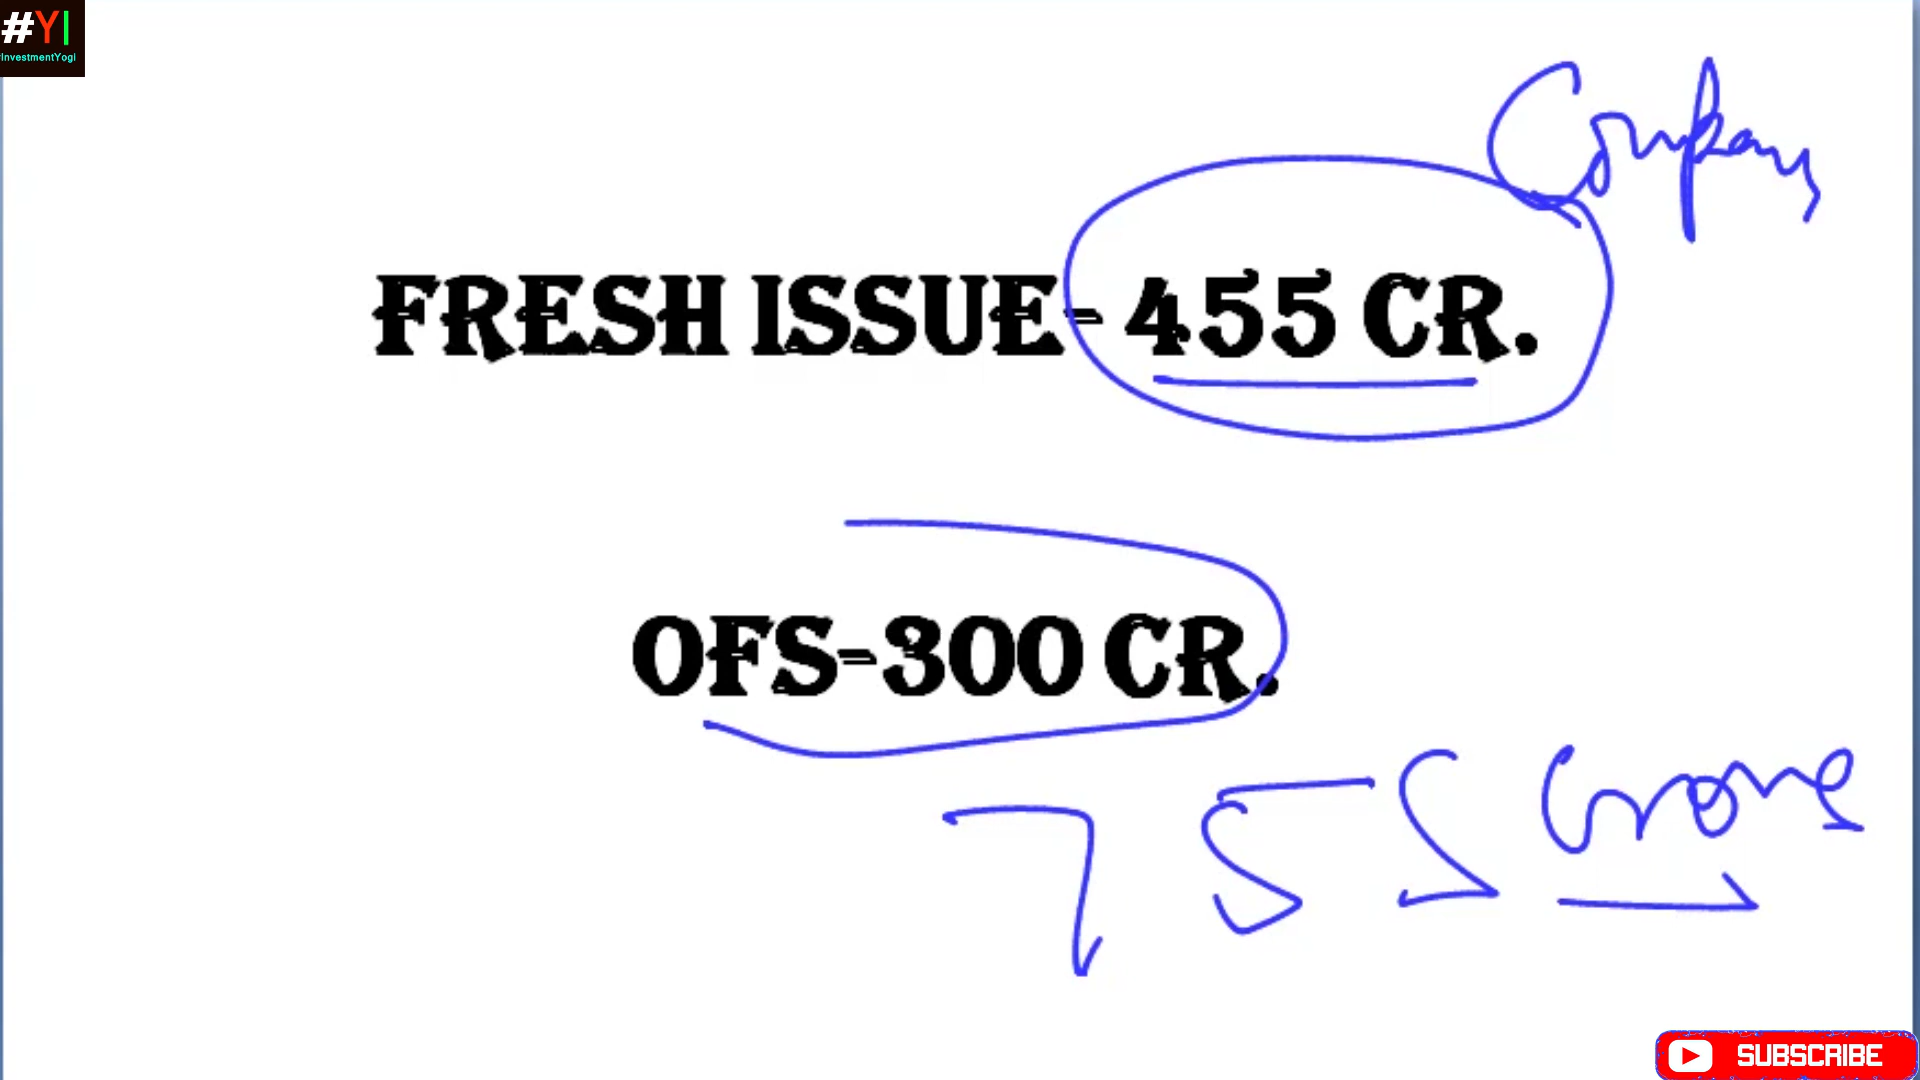 #YI
InvestmentYogi
Company
FRESH ISSUE- 455 CR.
OFS-300 CR.
755 Crore
SUBSCRIBE